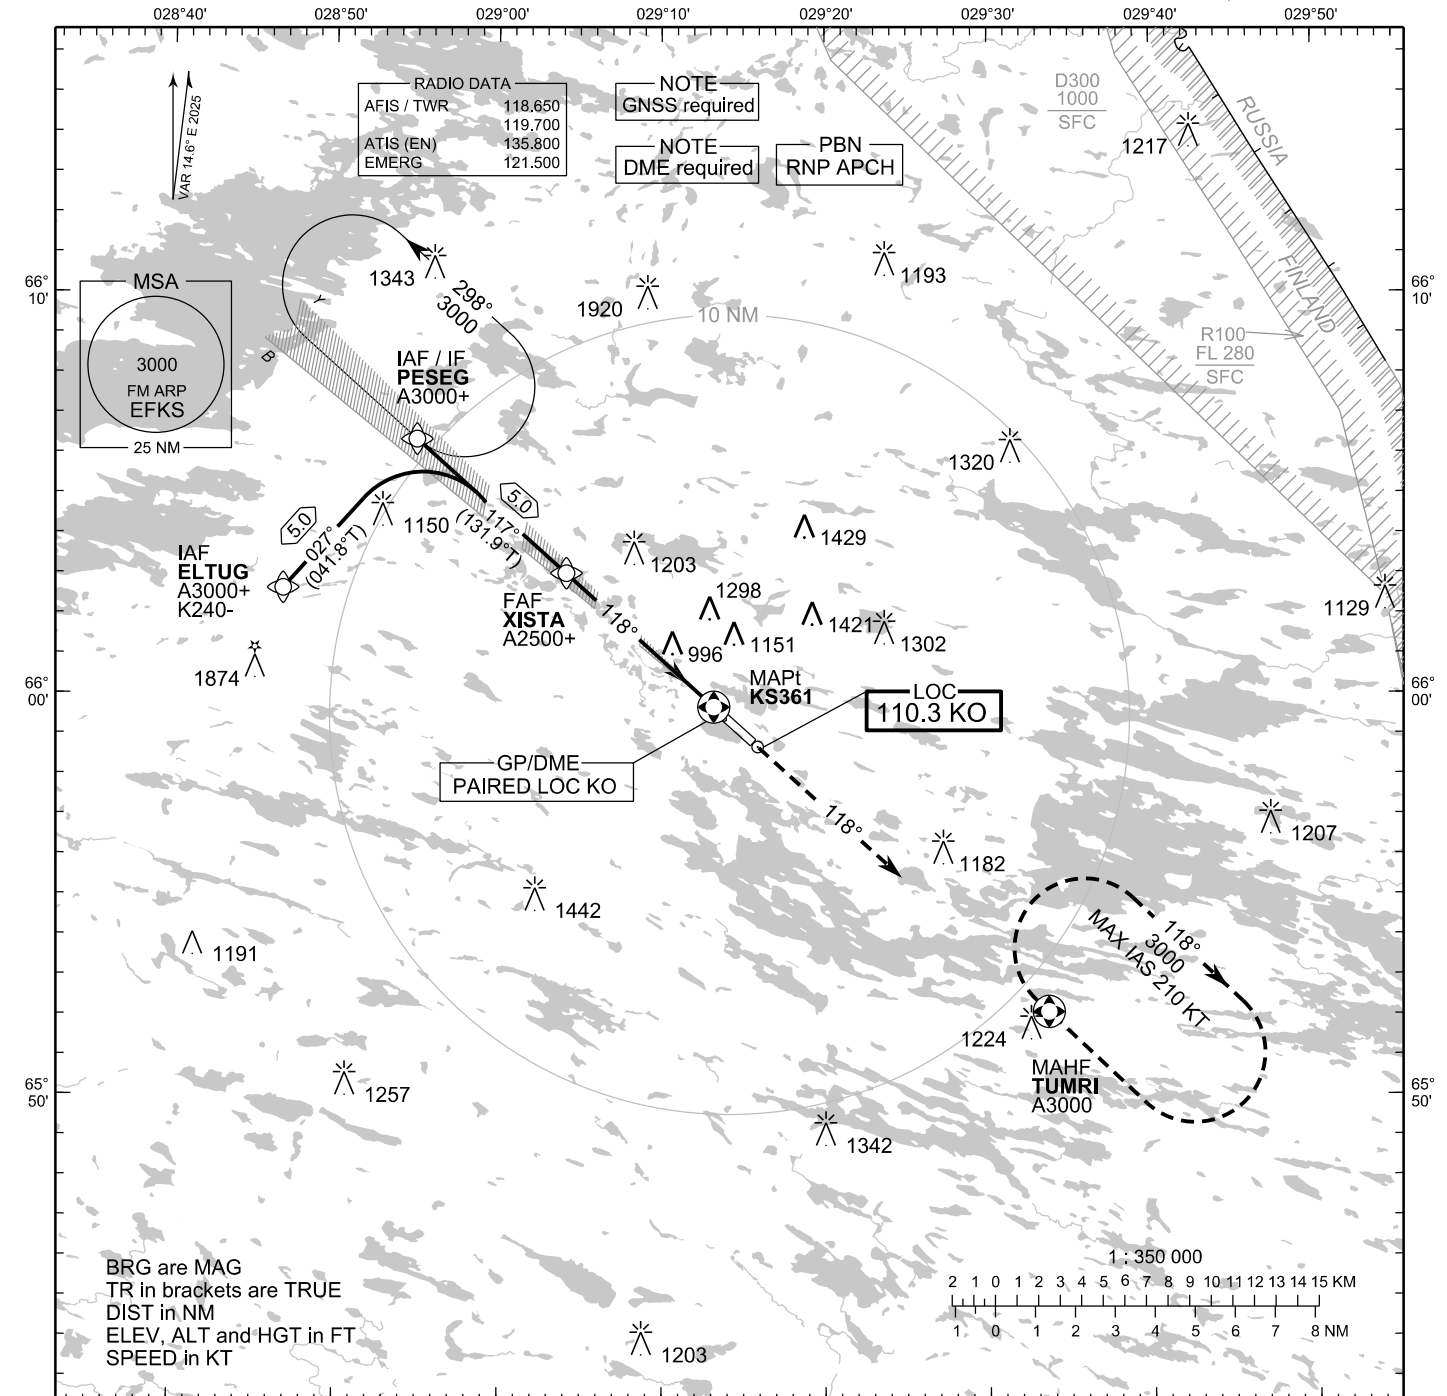 028°40'
028°50'
029°00'
029°10'
029°20'
029°30'
029°40'
029°50'
VAR 14.6° E 2025
RADIO DATA
AFIS / TWR 118.650
119.700
ATIS (EN) 135.800
EMERG 121.500
NOTE
GNSS required
NOTE
DME required
PBN
RNP APCH
D300
1000
SFC
1217
RUSSIA
FINLAND
R100
FL 280
SFC
66°
10'
66°
10'
MSA
3000
FM ARP
EFKS
25 NM
1343
1920
1193
298°
3000
10 NM
Y
B
IAF / IF
PESEG
A3000+
1320
1150
5.0
117°
(131.9°T)
5.0
027°
(041.8°T)
IAF
ELTUG
A3000+
K240-
1203
1429
1298
1151
996
1421
1302
1129
FAF
XISTA
A2500+
118°
1874
66°
00'
66°
00'
MAPt
KS361
LOC
110.3 KO
GP/DME
PAIRED LOC KO
118°
1182
1207
1442
1191
118°
3000
MAX IAS 210 KT
1224
MAHF
TUMRI
A3000
65°
50'
65°
50'
1257
1342
1203
BRG are MAG
TR in brackets are TRUE
DIST in NM
ELEV, ALT and HGT in FT
SPEED in KT
1 : 350 000
2 1 0 1 2 3 4 5 6 7 8 9 10 11 12 13 14 15 KM
1 0 1 2 3 4 5 6 7 8 NM